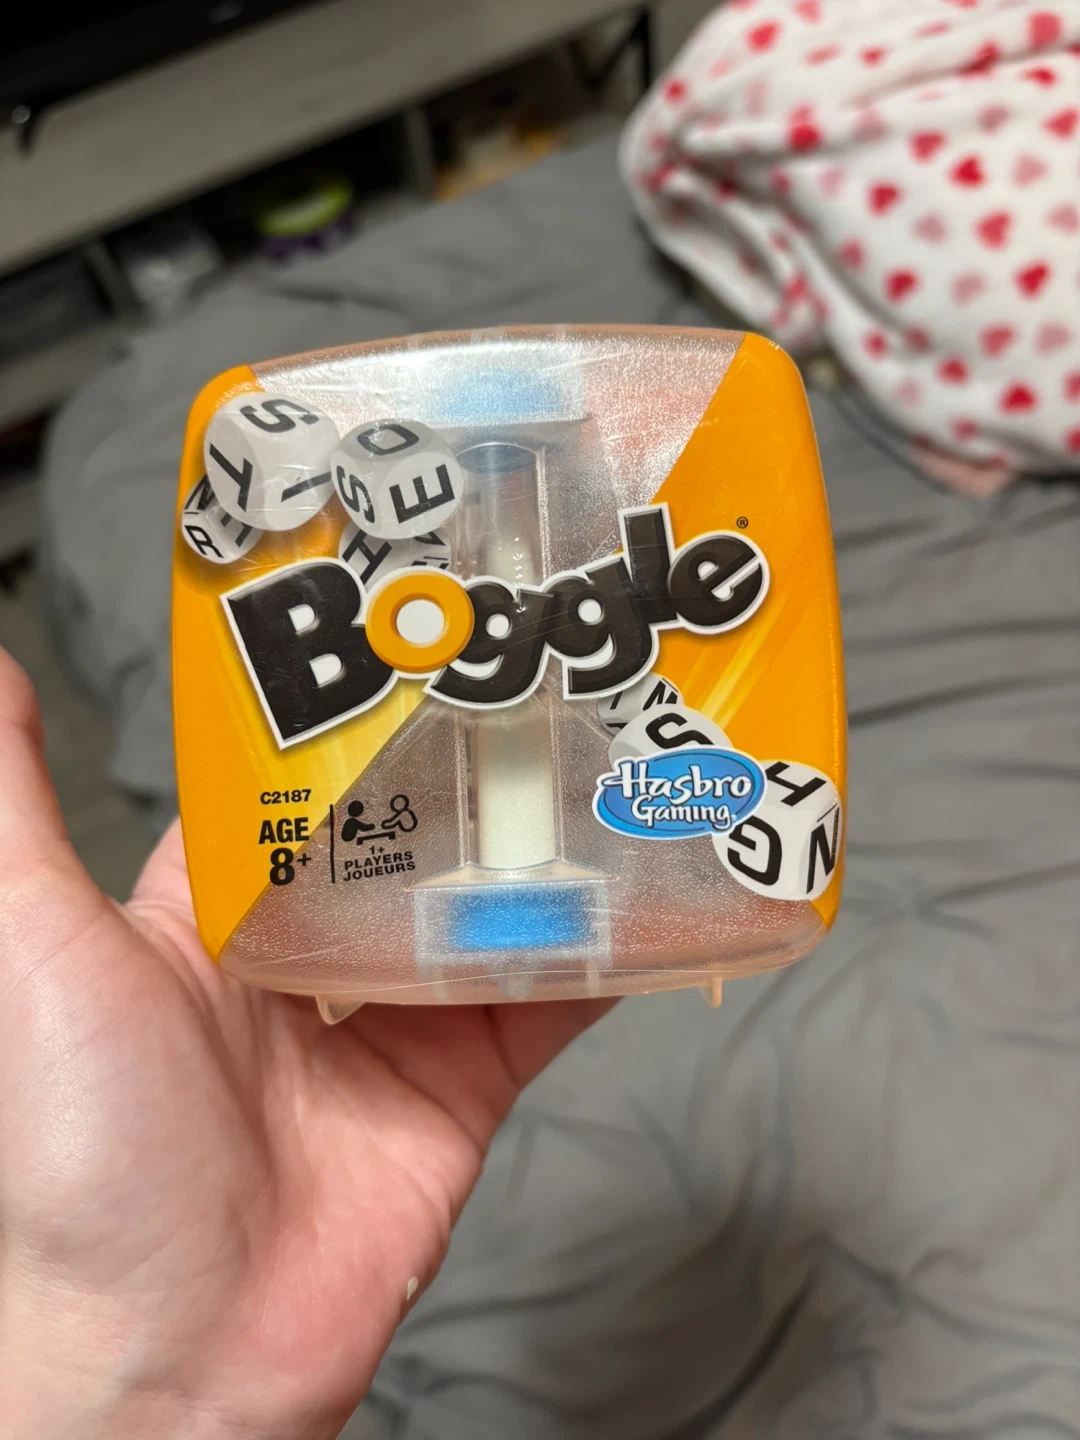 S
T I
O
S E
N
R
H
Boggle®
N
S
Hasbro
Gaming
H
G N
C2187
AGE
8+
1+
PLAYERS
JOUEURS